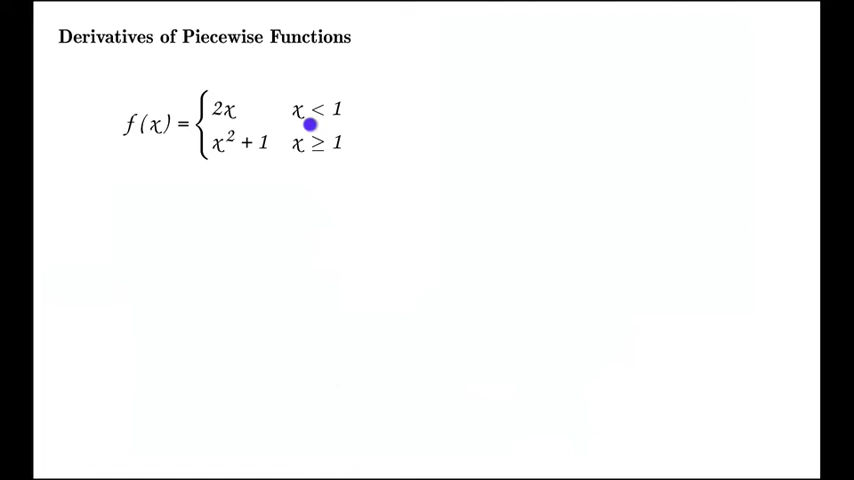 Derivatives of Piecewise Functions
f(x) = { 2x x < 1
x² + 1 x ≥ 1